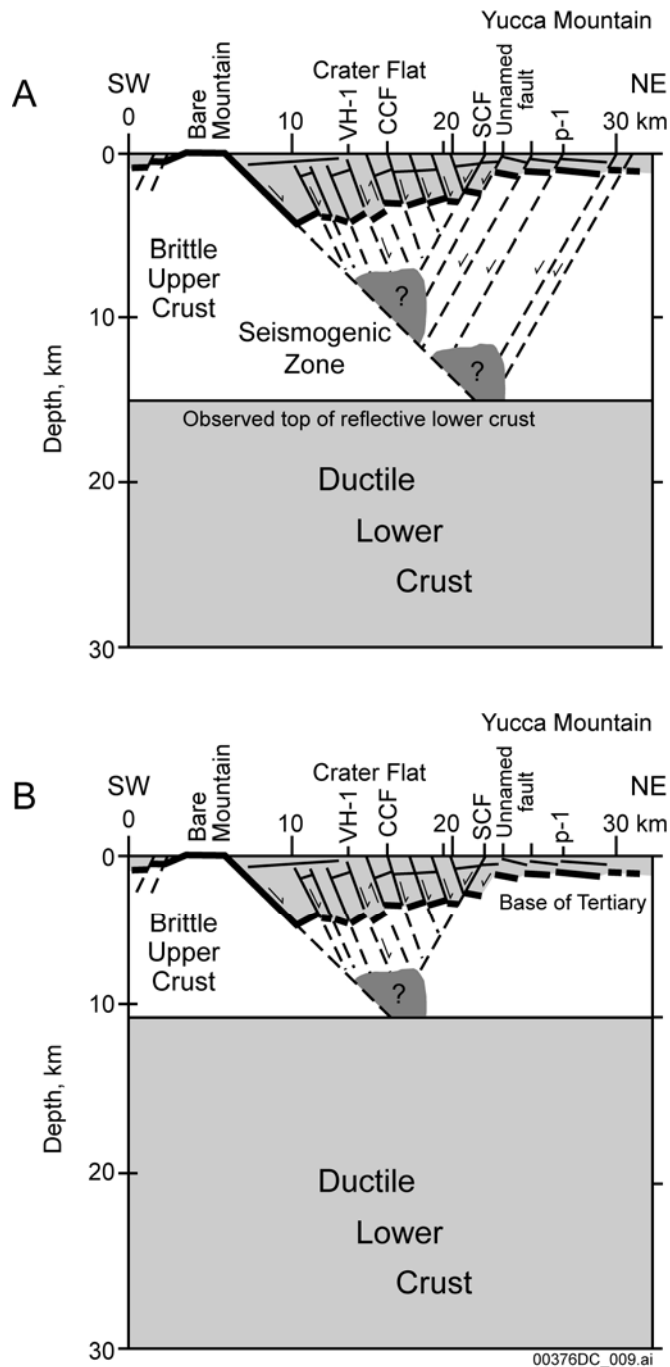 Yucca Mountain
A
SW
Crater Flat
NE
Bare
Mountain
VH-1
CCF
SCF
Unnamed
fault
p-1
0
10
20
30 km
0
10
20
30
Depth, km
Brittle
Upper
Crust
?
?
Seismogenic
Zone
Observed top of reflective lower crust
Ductile
Lower
Crust
Yucca Mountain
B
SW
Crater Flat
NE
Bare
Mountain
VH-1
CCF
SCF
Unnamed
fault
p-1
0
10
20
30 km
0
10
20
30
Depth, km
Brittle
Upper
Crust
?
Base of Tertiary
Ductile
Lower
Crust
00376DC_009.ai